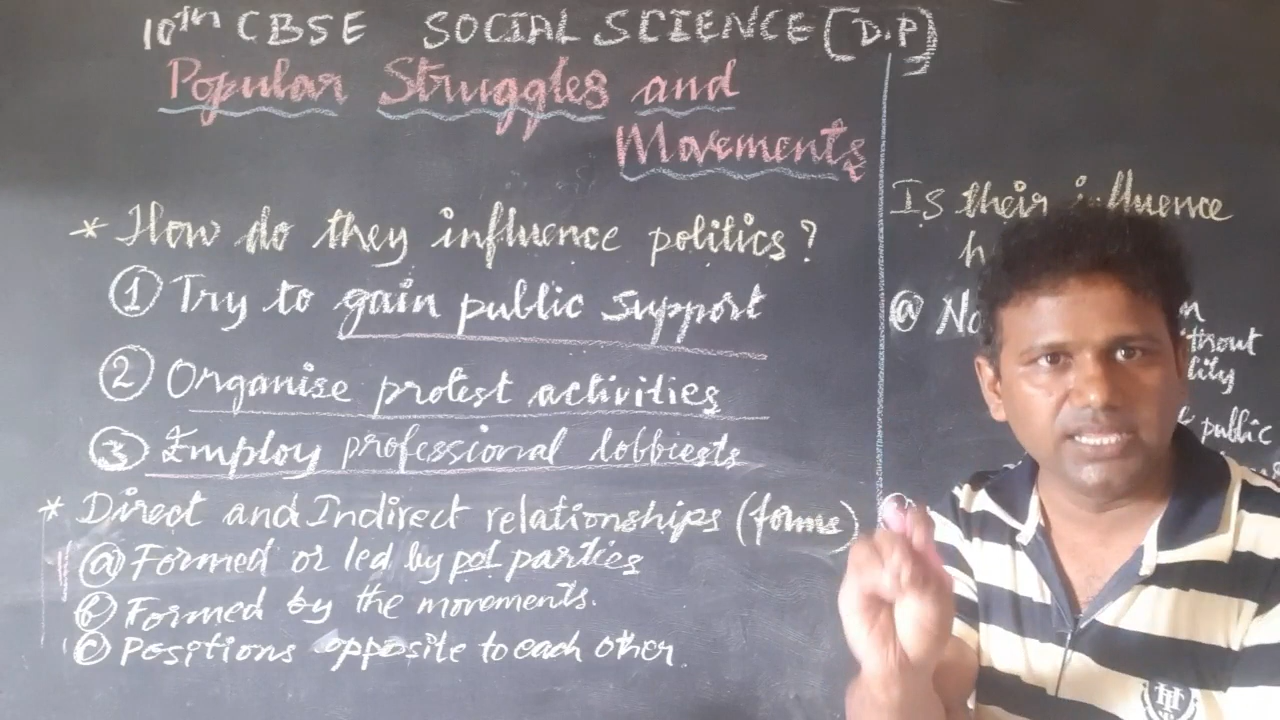 10th CBSE SOCIAL SCIENCE (D.P)
Popular Struggles and
Movements
* How do they influence politics?
① Try to gain public support
② Organise protest activities
③ Employ professional lobbiests
* Direct and Indirect relationships (forms)
ⓐ Formed or led by pol parties
ⓑ Formed by the movements.
ⓒ Positions opposite to each other
Is their influence
ⓐ
public